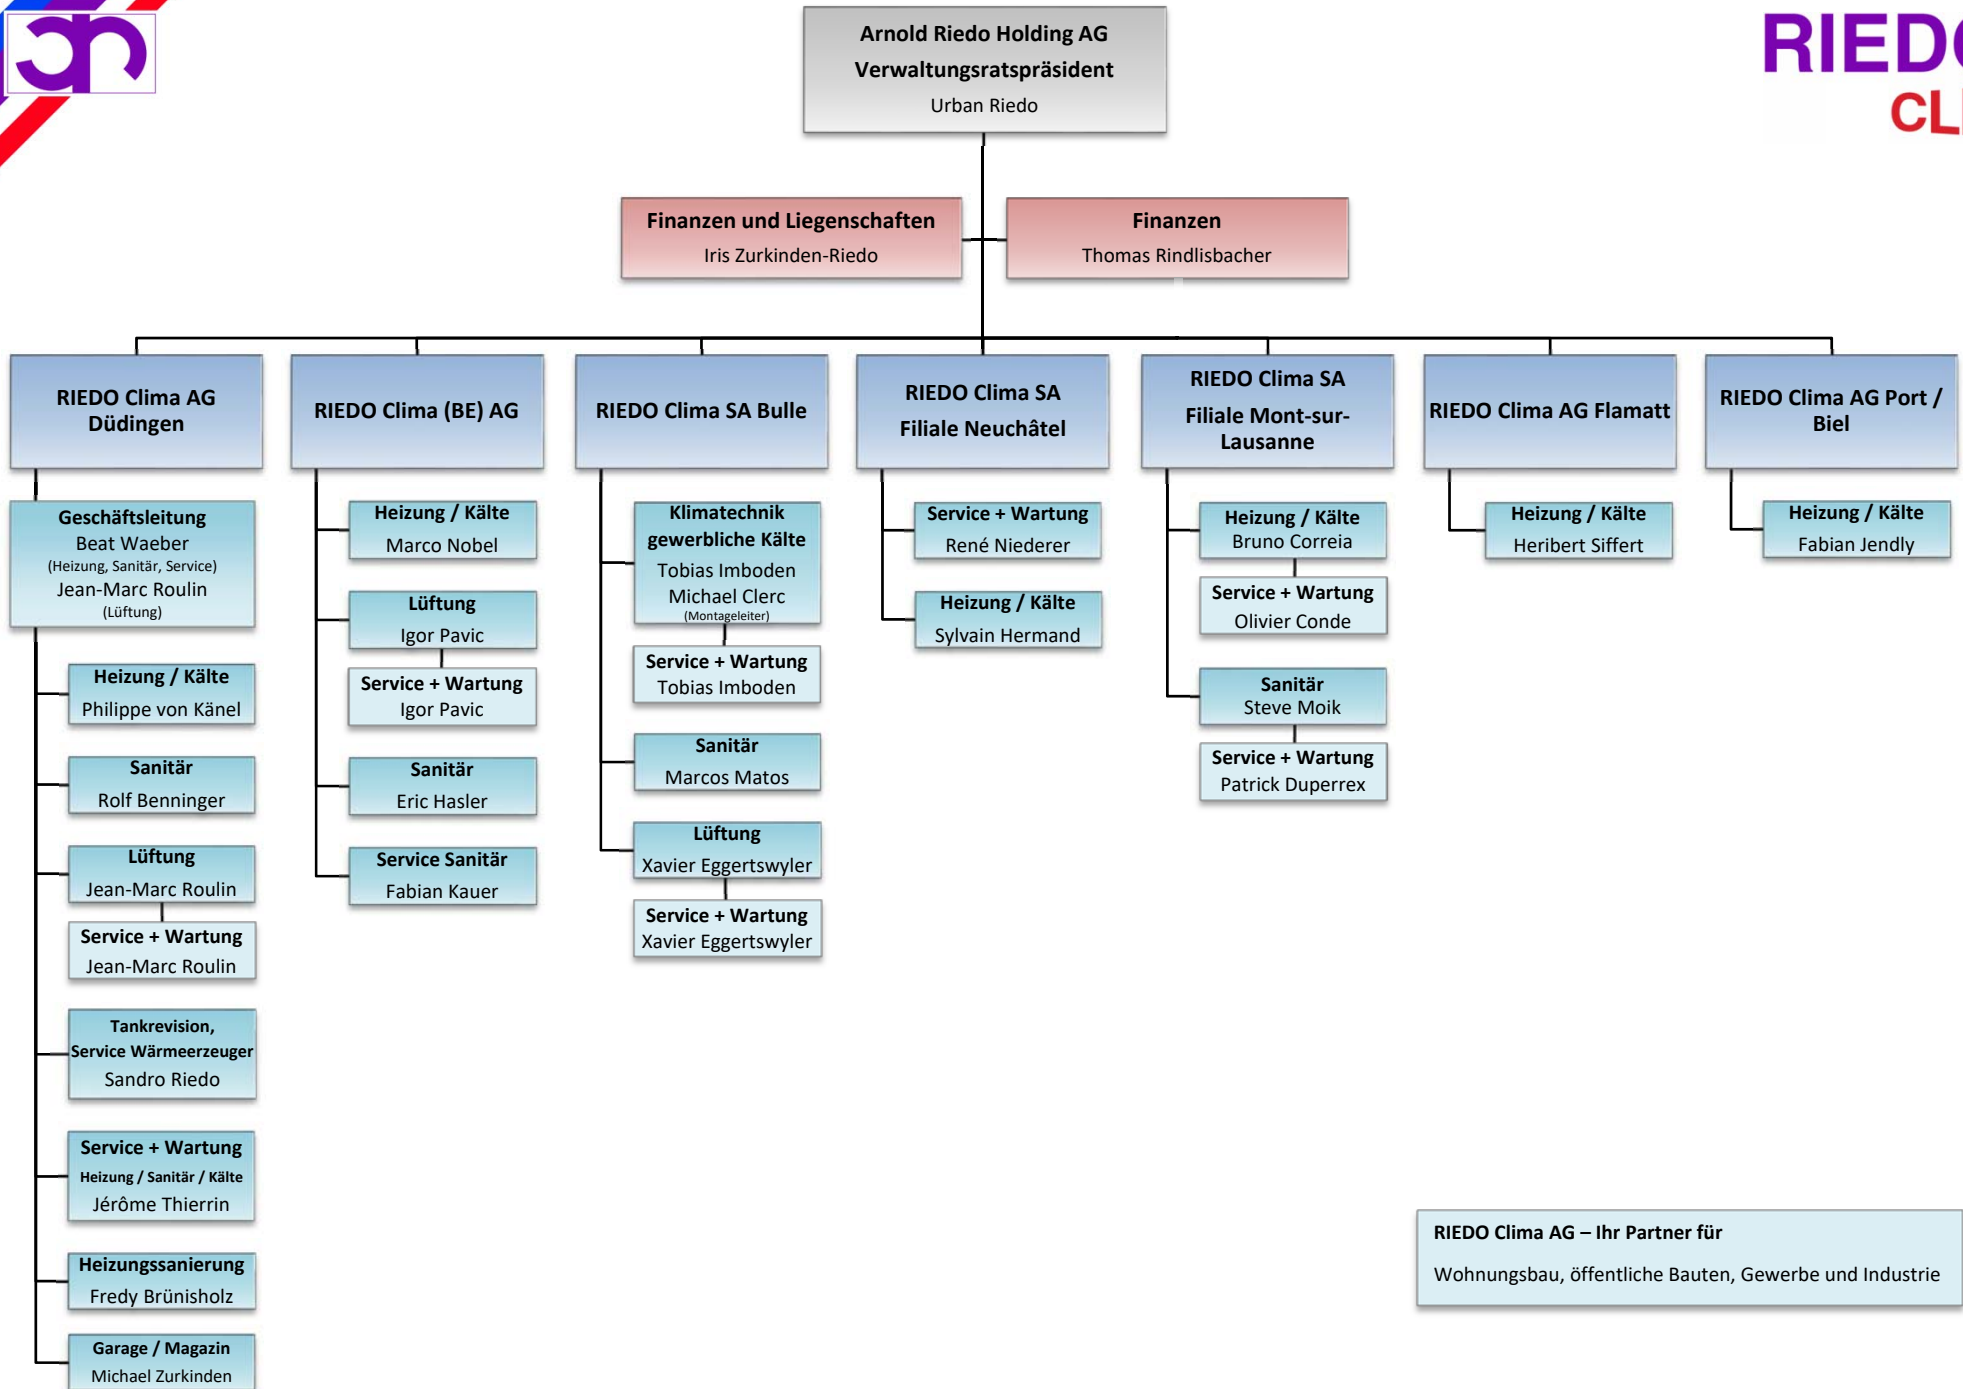 Arnold Riedo Holding AG
Verwaltungsratspräsident
Urban Riedo
Finanzen und Liegenschaften
Iris Zurkinden-Riedo
Finanzen
Thomas Rindlisbacher
RIEDO Clima AG
Düdingen
Geschäftsleitung
Beat Waeber
(Heizung, Sanitär, Service)
Jean-Marc Roulin
(Lüftung)
Heizung / Kälte
Philippe von Känel
Sanitär
Rolf Benninger
Lüftung
Jean-Marc Roulin
Service + Wartung
Jean-Marc Roulin
Tankrevision,
Service Wärmeerzeuger
Sandro Riedo
Service + Wartung
Heizung / Sanitär / Kälte
Jérôme Thierrin
Heizungssanierung
Fredy Brünisholz
Garage / Magazin
Michael Zurkinden
RIEDO Clima (BE) AG
Heizung / Kälte
Marco Nobel
Lüftung
Igor Pavic
Service + Wartung
Igor Pavic
Sanitär
Eric Hasler
Service Sanitär
Fabian Kauer
RIEDO Clima SA Bulle
Klimatechnik
gewerbliche Kälte
Tobias Imboden
Michael Clerc
(Montageleiter)
Service + Wartung
Tobias Imboden
Sanitär
Marcos Matos
Lüftung
Xavier Eggertswyler
Service + Wartung
Xavier Eggertswyler
RIEDO Clima SA
Filiale Neuchâtel
Service + Wartung
René Niederer
Heizung / Kälte
Sylvain Hermand
RIEDO Clima SA
Filiale Mont-sur-
Lausanne
Heizung / Kälte
Bruno Correia
Service + Wartung
Olivier Conde
Sanitär
Steve Moik
Service + Wartung
Patrick Duperrex
RIEDO Clima AG Flamatt
Heizung / Kälte
Heribert Siffert
RIEDO Clima AG Port /
Biel
Heizung / Kälte
Fabian Jendly
RIEDO Clima AG – Ihr Partner für
Wohnungsbau, öffentliche Bauten, Gewerbe und Industrie